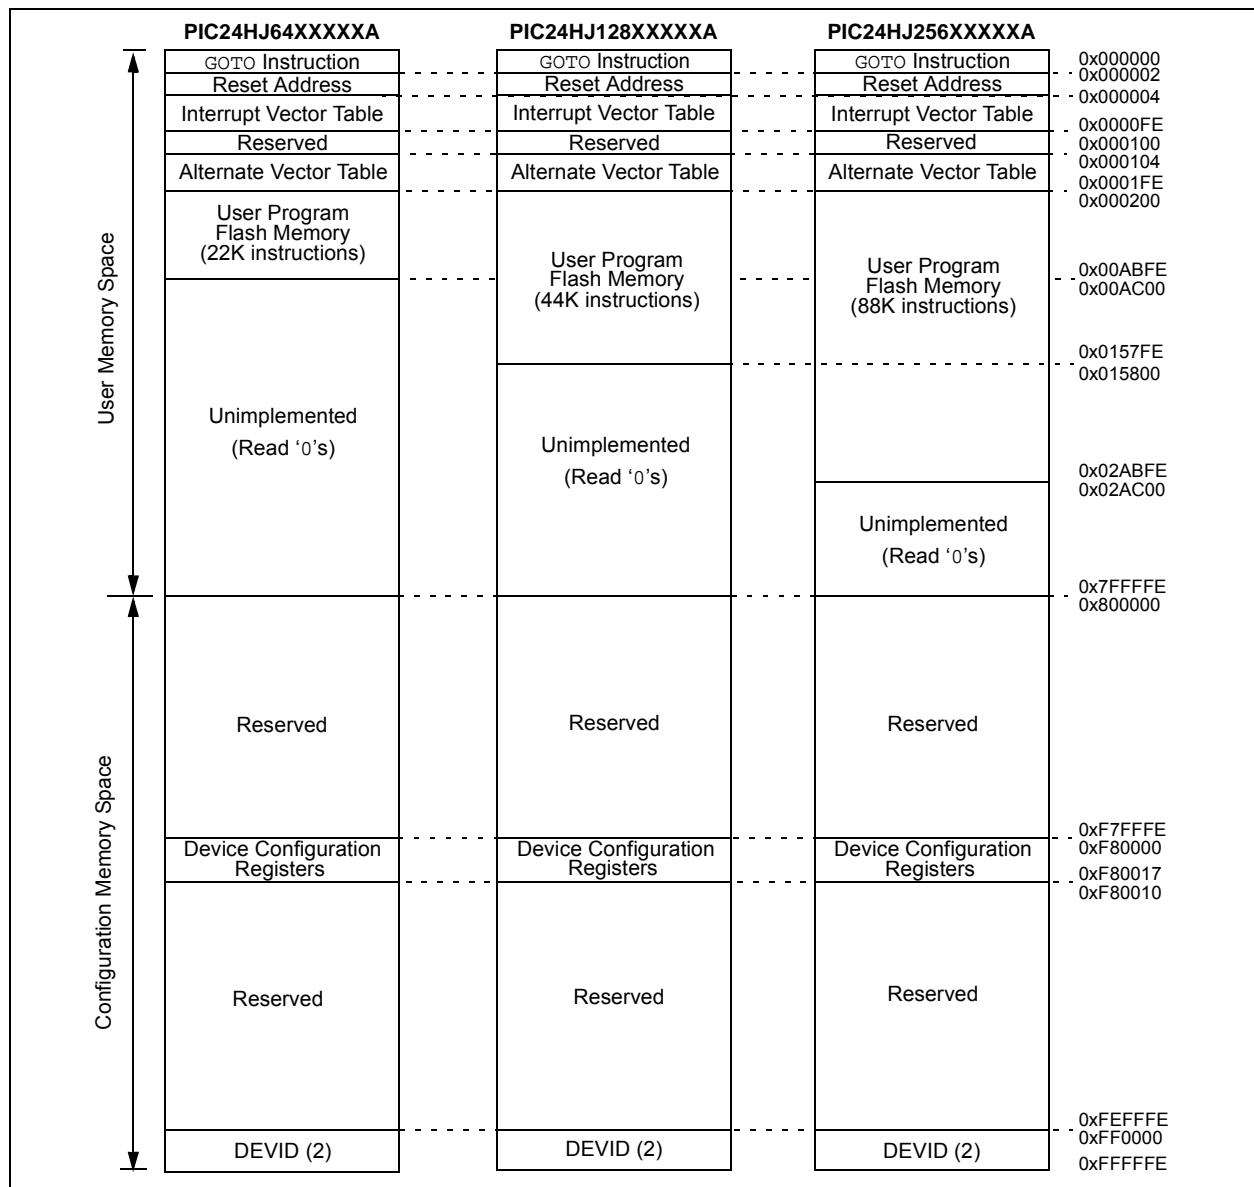 PIC24HJ64XXXXXA PIC24HJ128XXXXXA PIC24HJ256XXXXXA
GOTO Instruction GOTO Instruction GOTO Instruction 0x000000
0x000002
Reset Address Reset Address Reset Address
0x000004
Interrupt Vector Table Interrupt Vector Table Interrupt Vector Table
0x0000FE
Reserved Reserved Reserved 0x000100
0x000104
Alternate Vector Table Alternate Vector Table Alternate Vector Table
0x0001FE
0x000200
User Program
Flash Memory
(22K instructions)
User Program
Flash Memory
(44K instructions)
User Program
Flash Memory
(88K instructions)
0x00ABFE
0x00AC00
0x0157FE
0x015800
User Memory Space
Unimplemented
(Read ‘0’s)
Unimplemented
(Read ‘0’s)
0x02ABFE
0x02AC00
Unimplemented
(Read ‘0’s)
0x7FFFFE
0x800000
Reserved Reserved Reserved
Configuration Memory Space
0xF7FFFE
0xF80000
Device Configuration
Registers
Device Configuration
Registers
Device Configuration
Registers
0xF80017
0xF80010
Reserved Reserved Reserved
0xFEFFFE
0xFF0000
DEVID (2) DEVID (2) DEVID (2)
0xFFFFFE